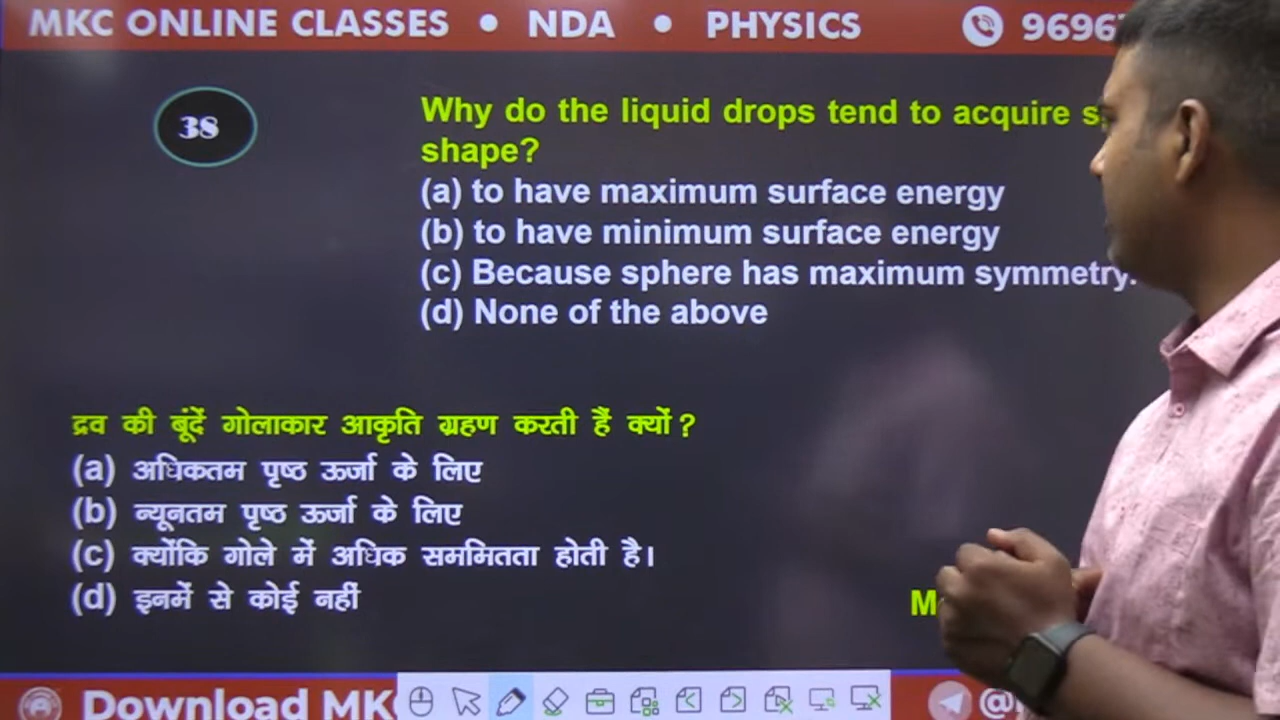 MKC ONLINE CLASSES • NDA • PHYSICS 9696
38
Why do the liquid drops tend to acquire
shape?
(a) to have maximum surface energy
(b) to have minimum surface energy
(c) Because sphere has maximum symmetry.
(d) None of the above
द्रव की बूंदें गोलाकार आकृति ग्रहण करती हैं क्यों ?
(a) अधिकतम पृष्ठ ऊर्जा के लिए
(b) न्यूनतम पृष्ठ ऊर्जा के लिए
(c) क्योंकि गोले में अधिक सममितता होती है।
(d) इनमें से कोई नहीं
Download MK